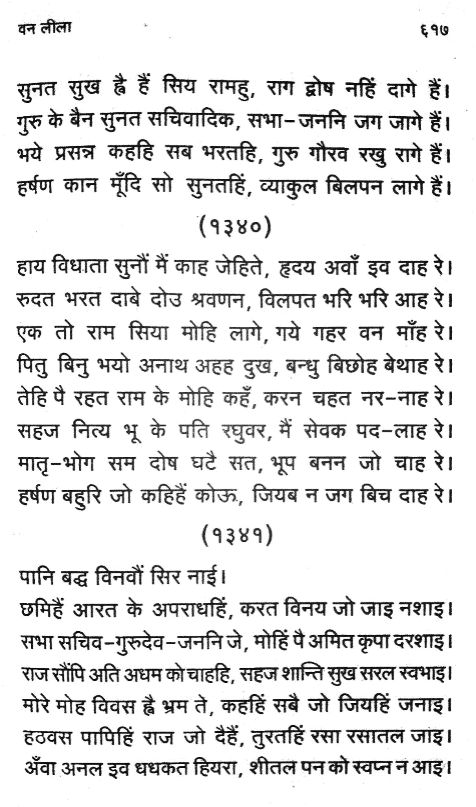 वन लीला
६१७
सुनत सुख ह्वै हैं सिय रामहु, राग द्वोष नहिं दागे हैं।
गुरु के बैन सुनत सचिवादिक, सभा-जननि जग जागे हैं।
भये प्रसन्न कहहि सब भरतहि, गुरु गौरव रखु रागे हैं।
हर्षण कान मूँदि सो सुनतहिं, व्याकुल बिलपन लागे हैं।
(१३४०)
हाय विधाता सुनौं मैं काह जेहिते, हृदय अवाँ इव दाह रे।
रुदत भरत दाबे दोउ श्रवणन, विलपत भरि भरि आह रे।
एक तो राम सिया मोहि लागे, गये गहर वन माँह रे।
पितु बिनु भयो अनाथ अहह दुख, बन्धु बिछोह बेथाह रे।
तेहि पै रहत राम के मोहि कहँ, करन चहत नर-नाह रे।
सहज नित्य भू के पति रघुवर, मैं सेवक पद-लाह रे।
मातृ-भोग सम दोष घटै सत, भूप बनन जो चाह रे।
हर्षण बहुरि जो कहिहैं कोऊ, जियब न जग बिच दाह रे।
(१३४१)
पानि बद्ध विनवौं सिर नाई।
छमिहैं आरत के अपराधहिं, करत विनय जो जाइ नशाइ।
सभा सचिव-गुरुदेव-जननि जे, मोहिं पै अमित कृपा दरशाइ।
राज सौंपि अति अधम को चाहहि, सहज शान्ति सुख सरल स्वभाइ।
मोरे मोह विवस ह्वै भ्रम ते, कहहिं सबै जो जियहिं जनाइ।
हठवस पापिहिं राज जो दैहैं, तुरतहिं रसा रसातल जाइ।
अँवा अनल इव धधकत हियरा, शीतल पन को स्वप्न न आइ।